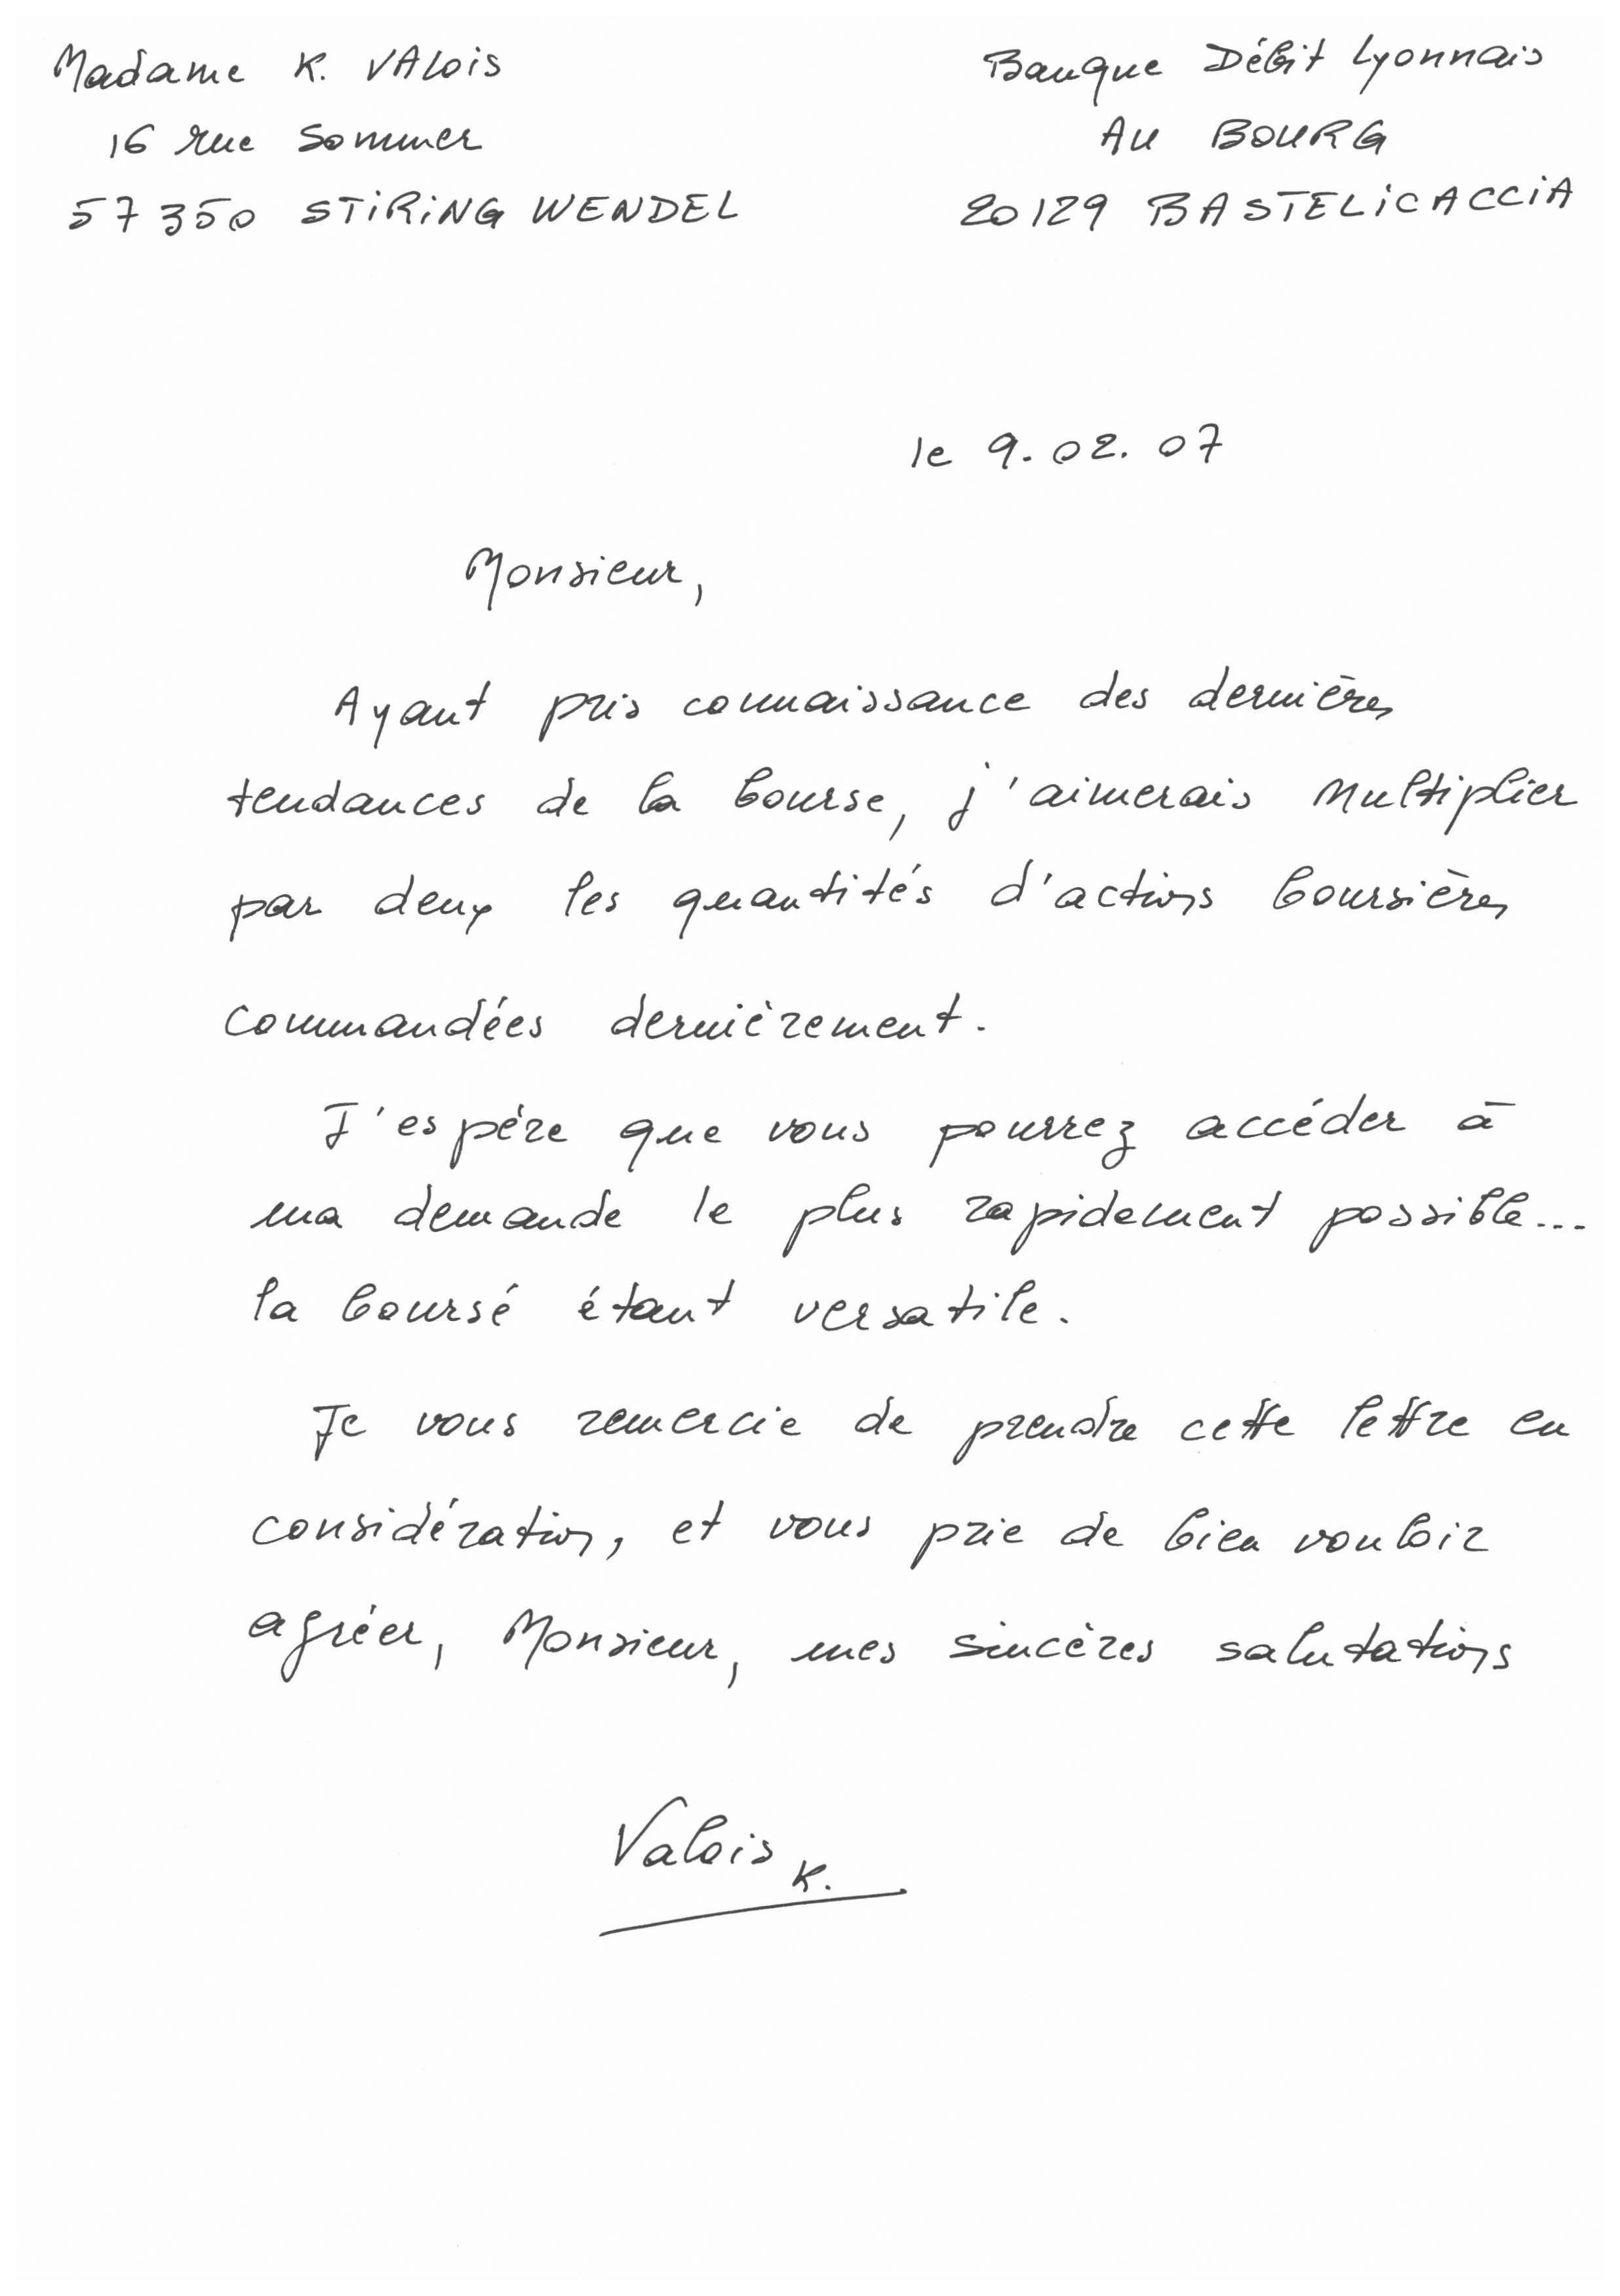 Madame K. VALois
16 rue Sommer
57350 STiRiNG WENDEL
Banque Débit Lyonnais
Au BOURG
20129 BASTELiCACCiA
le 9.02.07
Monsieur,
Ayant pris connaissance des dernières
tendances de la bourse, j'aimerais multiplier
par deux les quantités d'actions boursières
commandées dernièrement.
J'espére que vous pourrez accéder à
ma demande le plus rapidement possible...
la boursé étant versatile.
Je vous remercie de prendre cette lettre en
considération, et vous prie de bien vouloir
agréer, Monsieur, mes sincères salutations
Valois K.